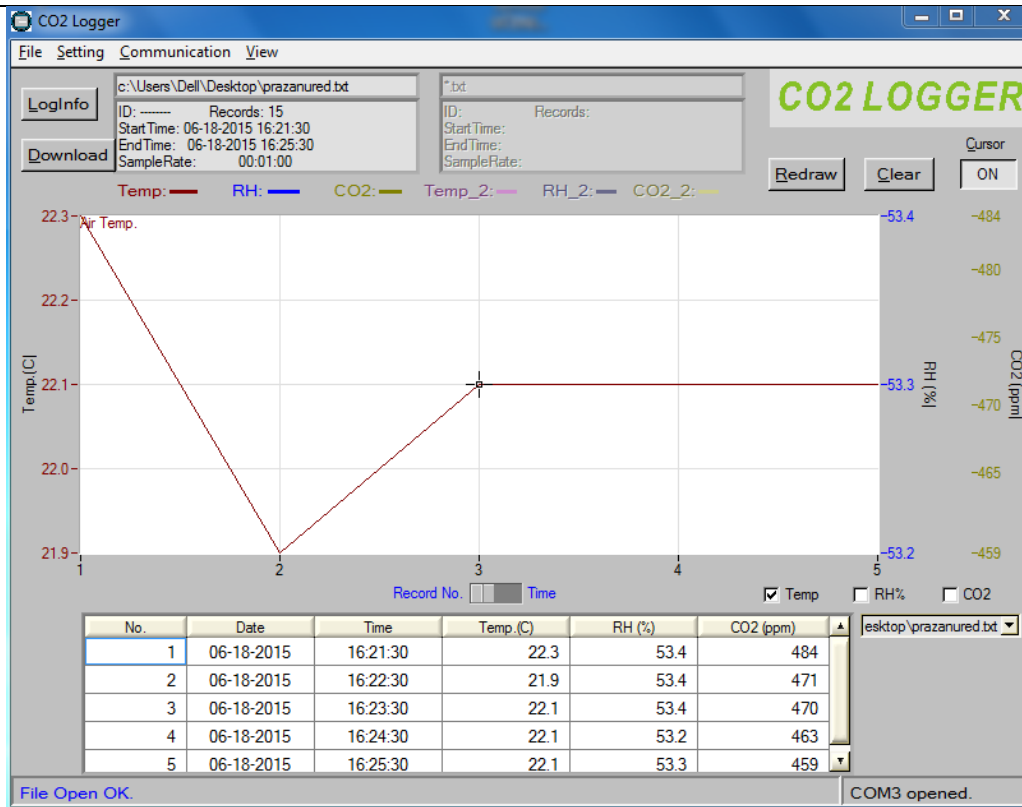 CO2 Logger
File Setting Communication View
LogInfo
Download
c:\Users\Dell\Desktop\prazanured.txt
ID: -------- Records: 15
StartTime: 06-18-2015 16:21:30
EndTime: 06-18-2015 16:25:30
SampleRate: 00:01:00
*.txt
ID: Records:
StartTime:
EndTime:
SampleRate:
CO2 LOGGER
Cursor
Redraw Clear ON
Temp: RH: CO2: Temp_2: RH_2: CO2_2:
Air Temp.
22.3
22.2
22.1
22.0
21.9
Temp.(C)
53.4
53.3
53.2
RH (%)
484
480
475
470
465
459
CO2 (ppm)
1 2 3 4 5
Record No. Time
Temp RH% CO2
No. Date Time Temp.(C) RH (%) CO2 (ppm)
1 06-18-2015 16:21:30 22.3 53.4 484
2 06-18-2015 16:22:30 21.9 53.4 471
3 06-18-2015 16:23:30 22.1 53.4 470
4 06-18-2015 16:24:30 22.1 53.2 463
5 06-18-2015 16:25:30 22.1 53.3 459
esktop\prazanured.txt
File Open OK.
COM3 opened.